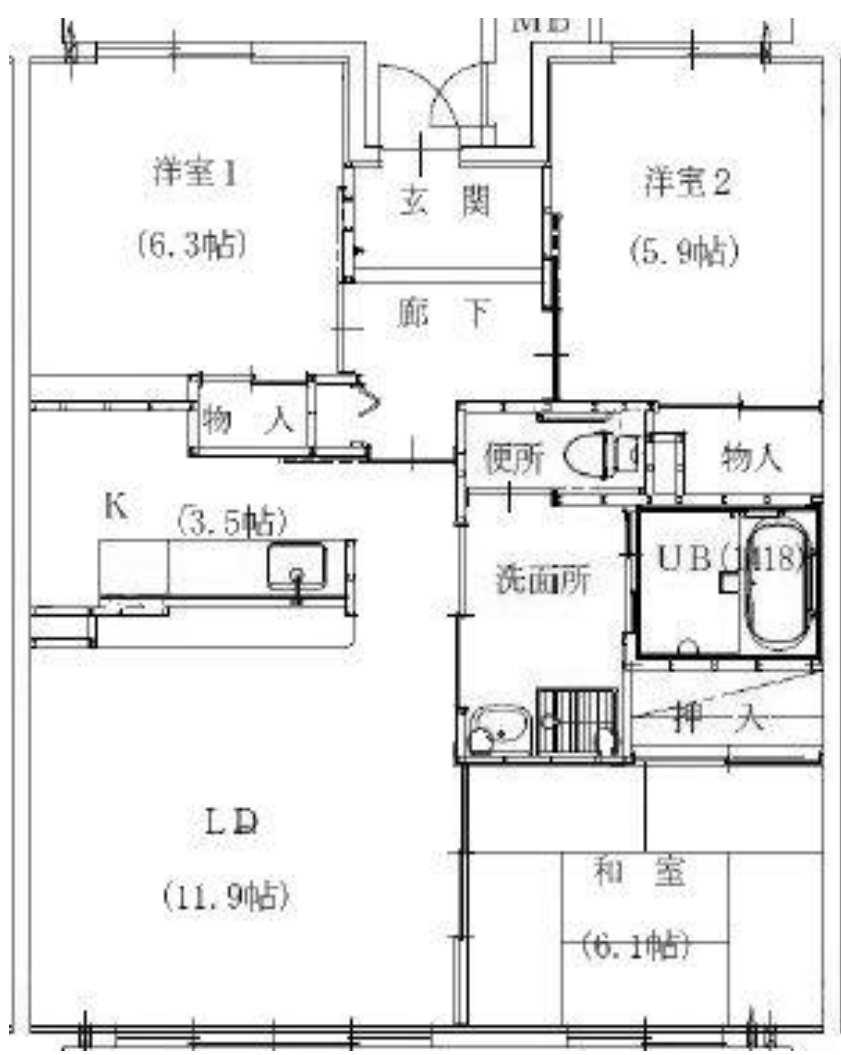 MB
洋室1
(6.3帖)
玄関
洋室2
(5.9帖)
廊下
物入
便所
物入
K
(3.5帖)
洗面所
UB(1418)
押入
LD
(11.9帖)
和室
(6.1帖)